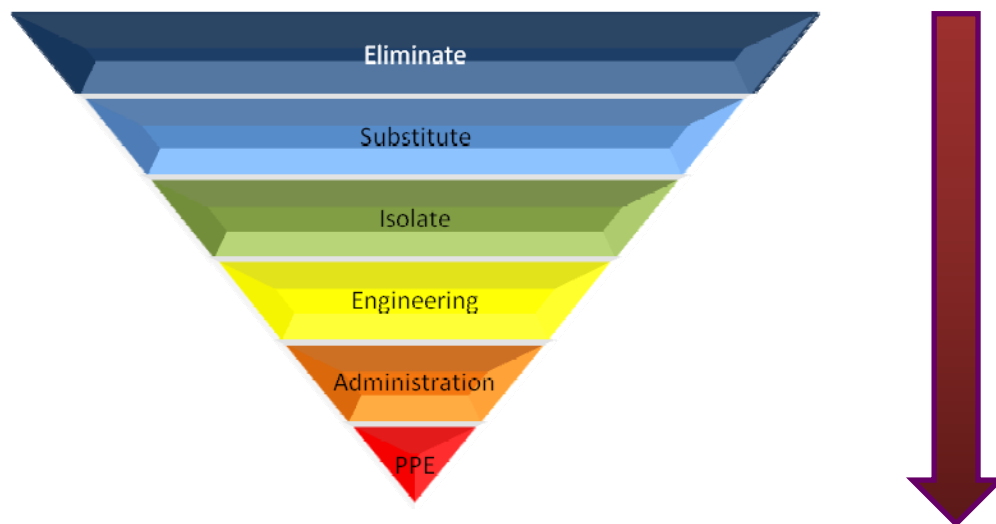 Eliminate
Substitute
Isolate
Engineering
Administration
PPE